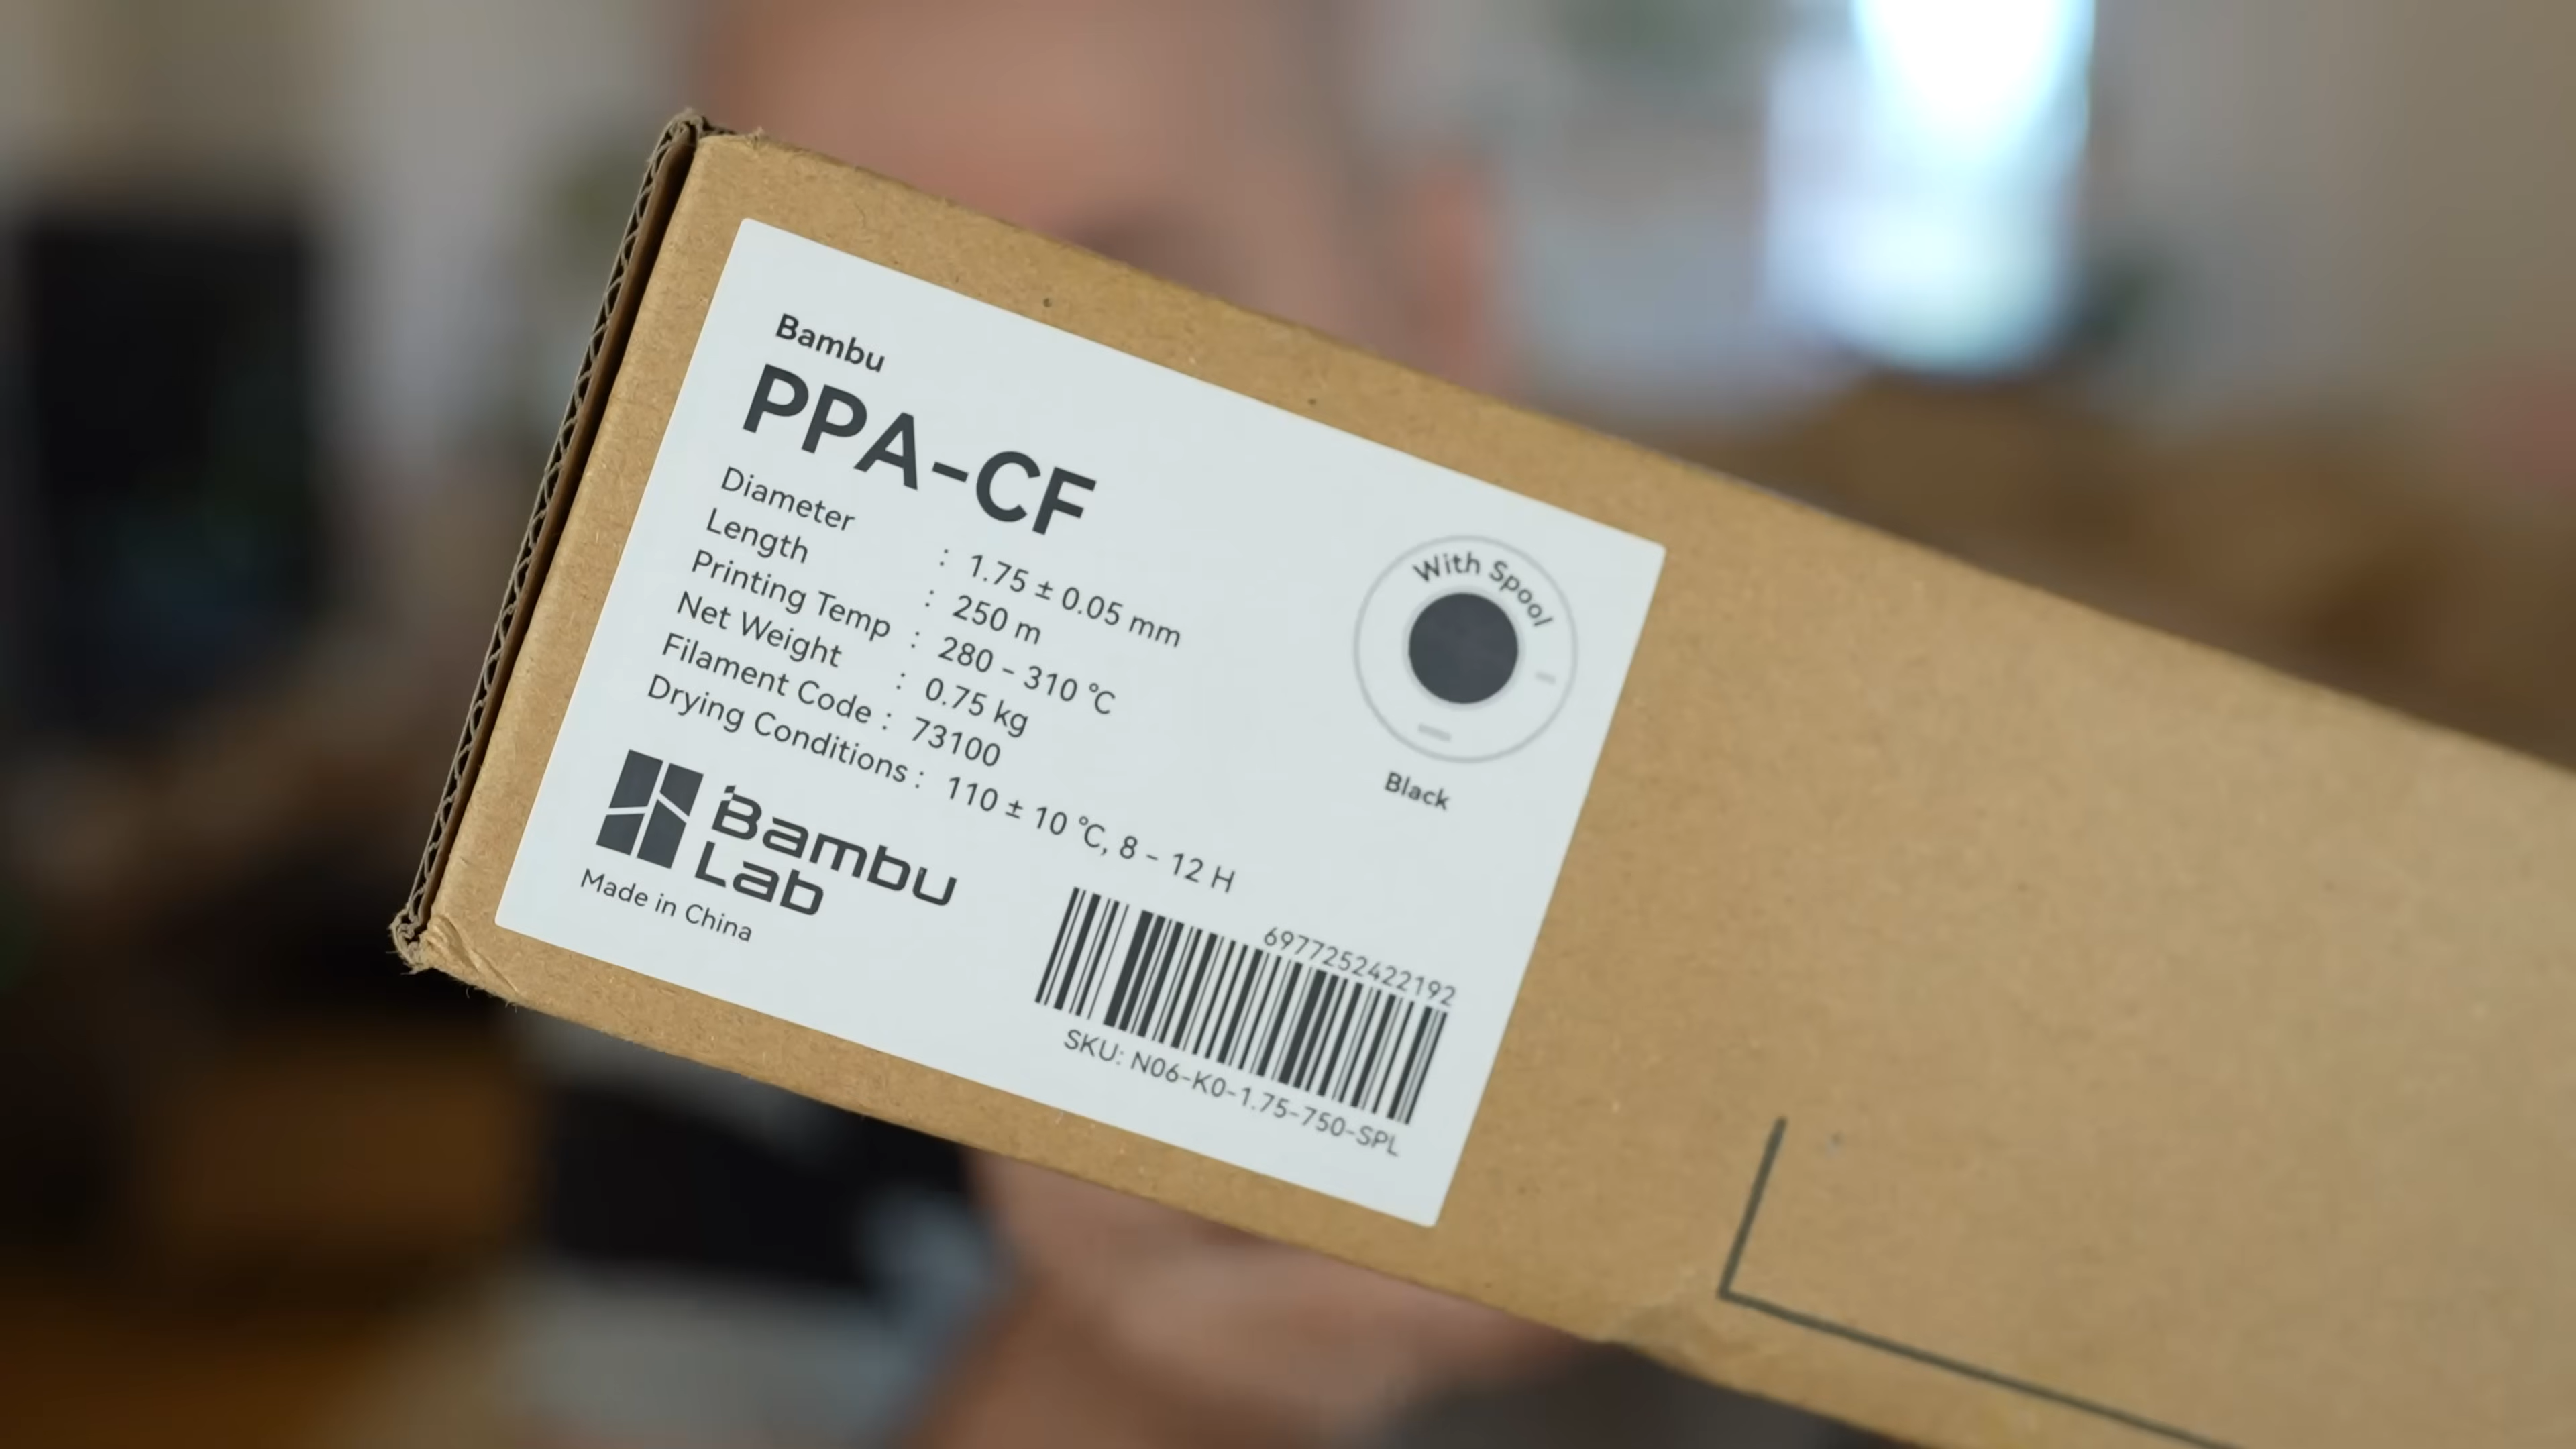 Bambu
PPA-CF
Diameter : 1.75 ± 0.05 mm
Length : 250 m
Printing Temp : 280 - 310 °C
Net Weight : 0.75 kg
Filament Code : 73100
Drying Conditions : 110 ± 10 °C, 8 - 12 H
With Spool
Black
Bambu
Lab
Made in China
6977252422192
SKU: N06-K0-1.75-750-SPL